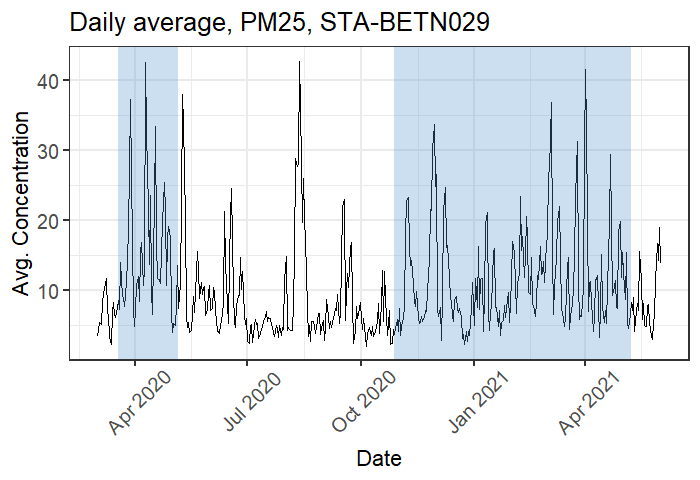 Daily average, PM25, STA-BETN029
Avg. Concentration
40
30
20
10
Apr 2020
Jul 2020
Oct 2020
Jan 2021
Apr 2021
Date